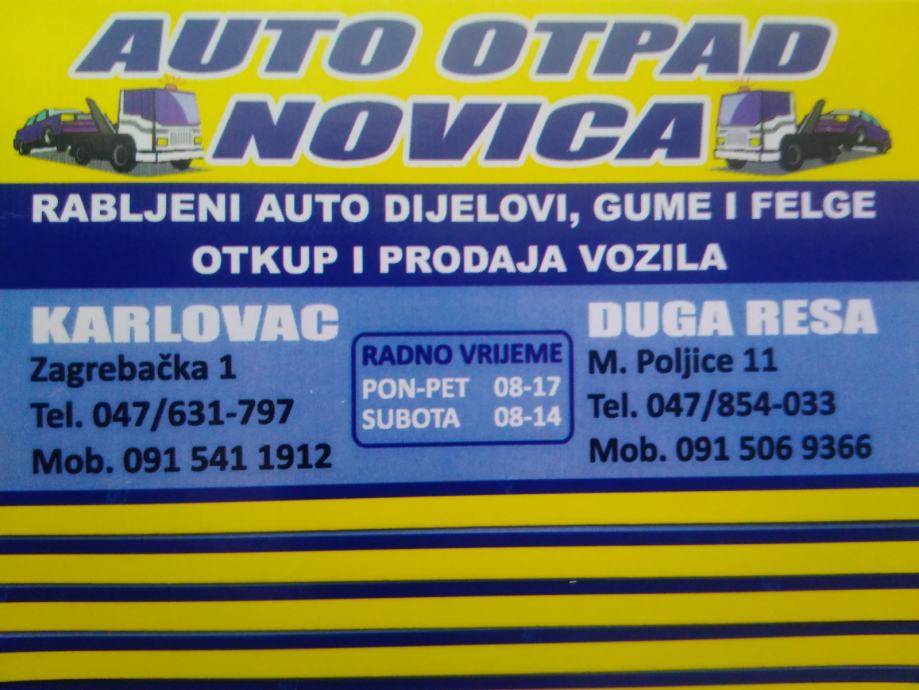 AUTO OTPAD
NOVICA
RABLJENI AUTO DIJELOVI, GUME I FELGE
OTKUP I PRODAJA VOZILA
KARLOVAC
Zagrebačka 1
Tel. 047/631-797
Mob. 091 541 1912
RADNO VRIJEME
PON-PET 08-17
SUBOTA 08-14
DUGA RESA
M. Poljice 11
Tel. 047/854-033
Mob. 091 506 9366